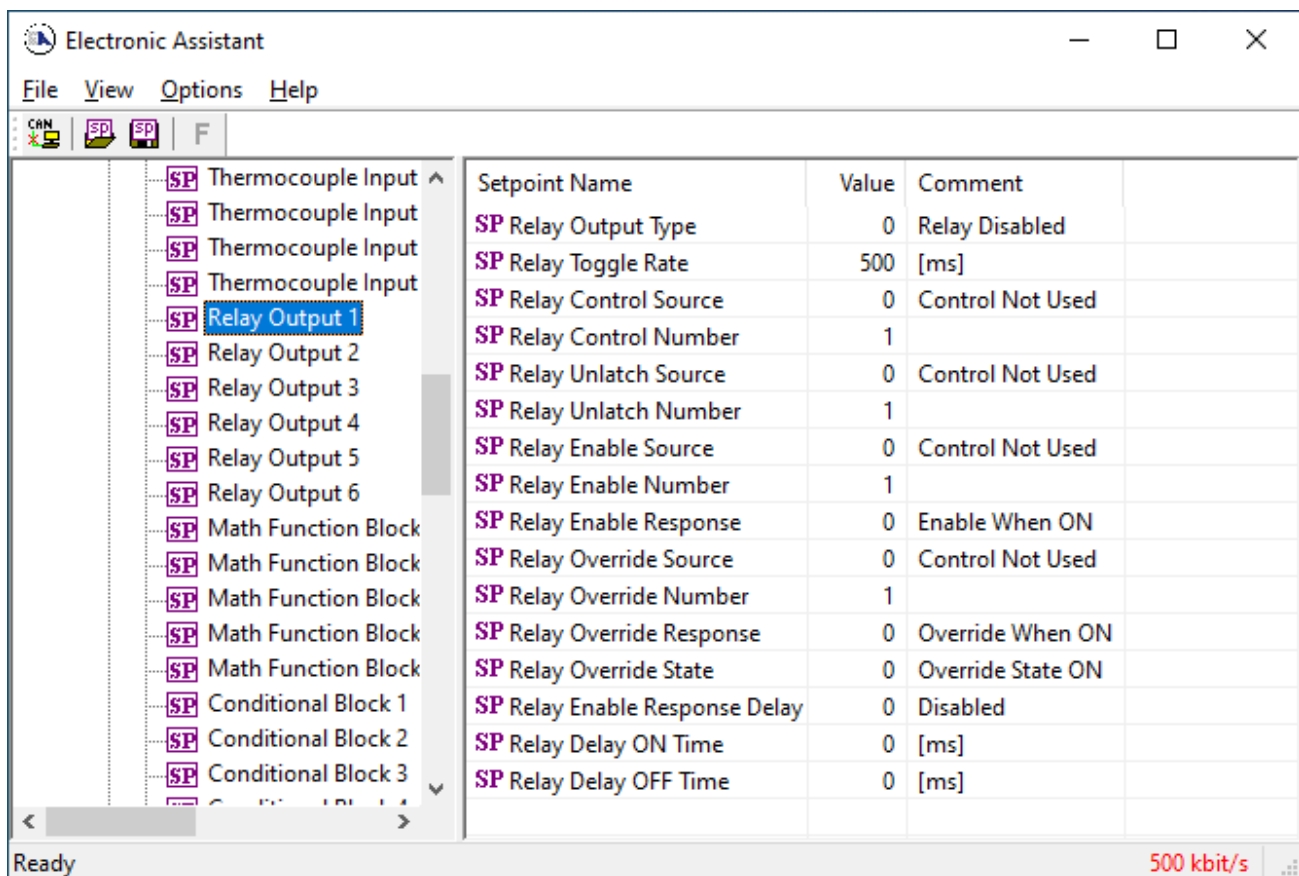 Electronic Assistant
File View Options Help
CAN SP SP F
SP Thermocouple Input
SP Thermocouple Input
SP Thermocouple Input
SP Thermocouple Input
SP Relay Output 1
SP Relay Output 2
SP Relay Output 3
SP Relay Output 4
SP Relay Output 5
SP Relay Output 6
SP Math Function Block
SP Math Function Block
SP Math Function Block
SP Math Function Block
SP Math Function Block
SP Conditional Block 1
SP Conditional Block 2
SP Conditional Block 3
Setpoint Name Value Comment
SP Relay Output Type 0 Relay Disabled
SP Relay Toggle Rate 500 [ms]
SP Relay Control Source 0 Control Not Used
SP Relay Control Number 1
SP Relay Unlatch Source 0 Control Not Used
SP Relay Unlatch Number 1
SP Relay Enable Source 0 Control Not Used
SP Relay Enable Number 1
SP Relay Enable Response 0 Enable When ON
SP Relay Override Source 0 Control Not Used
SP Relay Override Number 1
SP Relay Override Response 0 Override When ON
SP Relay Override State 0 Override State ON
SP Relay Enable Response Delay 0 Disabled
SP Relay Delay ON Time 0 [ms]
SP Relay Delay OFF Time 0 [ms]
Ready 500 kbit/s